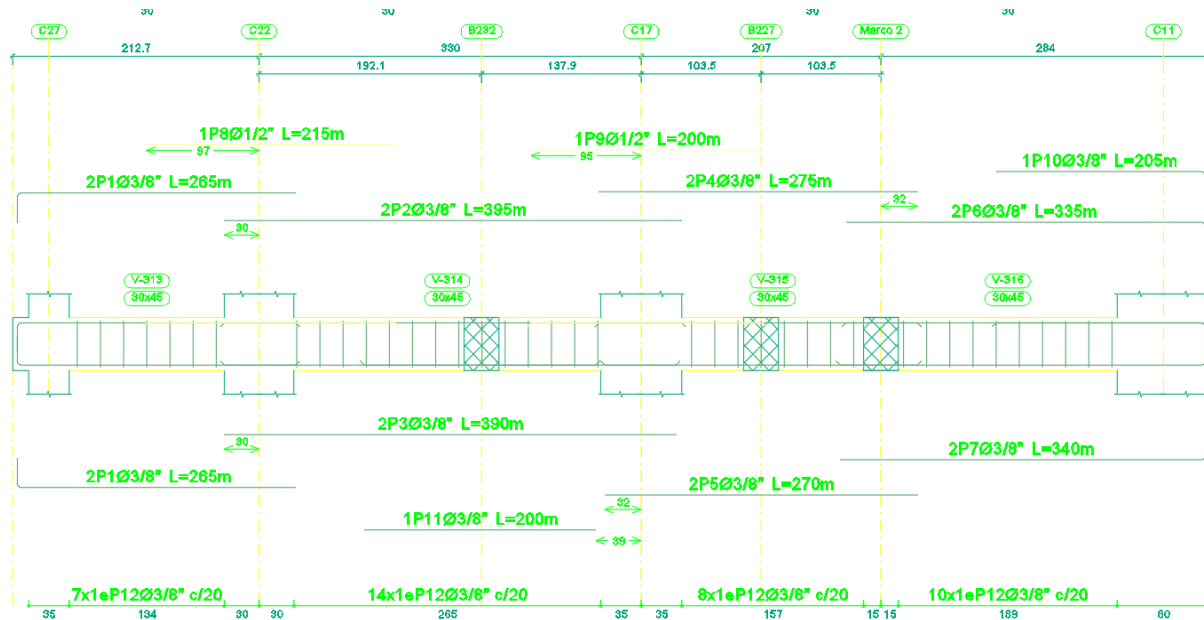 30 30 30 30
C27 C22 B292 C17 B227 Marco 2 C11
212.7 330 207 284
192.1 137.9 103.5 103.5
1P8Ø1/2" L=215m 1P9Ø1/2" L=200m
97 95
1P10Ø3/8" L=205m
2P1Ø3/8" L=265m 2P4Ø3/8" L=275m
32
2P2Ø3/8" L=395m 2P6Ø3/8" L=335m
30
V-313 V-314 V-315 V-316
30x45 30x45 30x45 30x45
2P3Ø3/8" L=390m
30
2P7Ø3/8" L=340m
2P1Ø3/8" L=265m 2P5Ø3/8" L=270m
32
1P11Ø3/8" L=200m
39
7x1eP12Ø3/8" c/20 14x1eP12Ø3/8" c/20 8x1eP12Ø3/8" c/20 10x1eP12Ø3/8" c/20
35 134 30 30 265 35 35 157 15 15 189 60